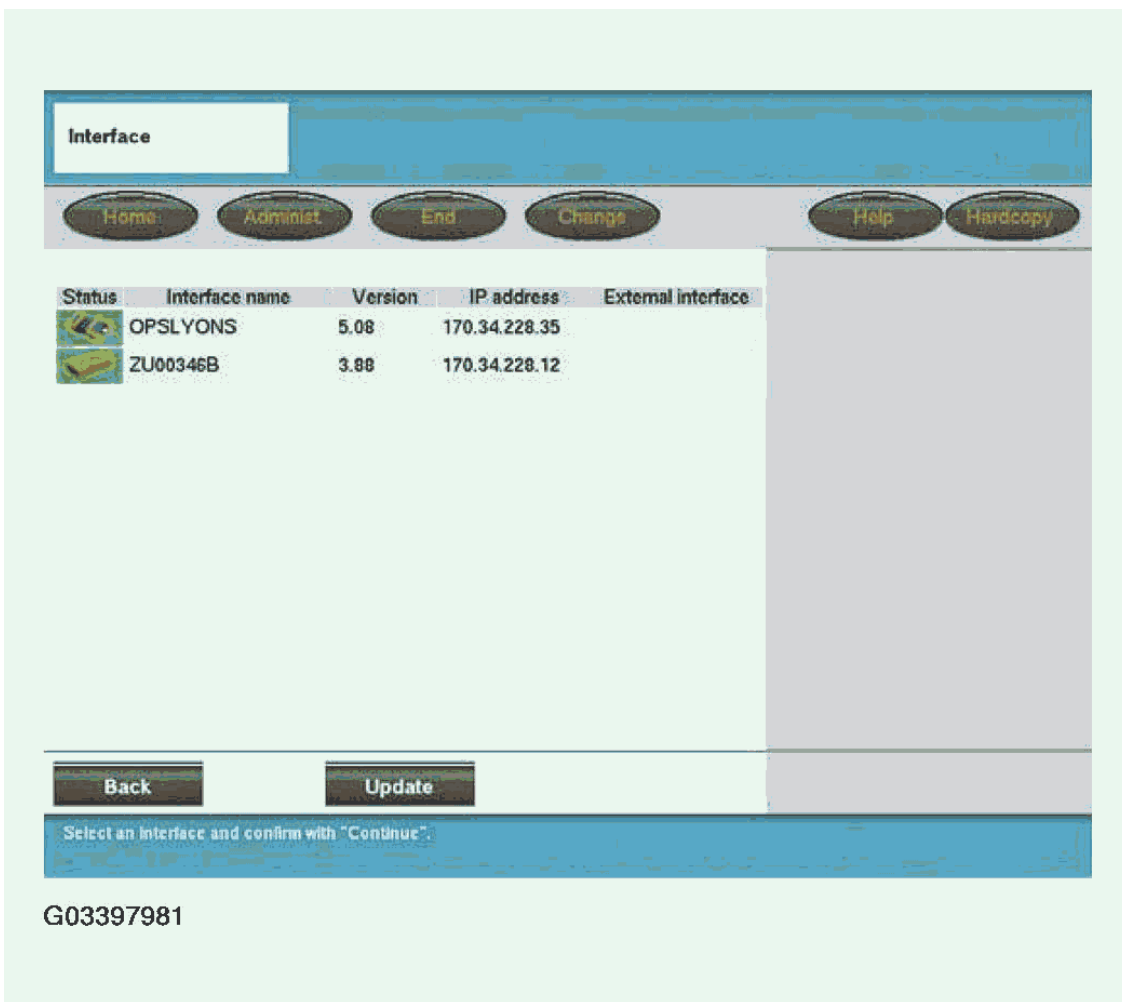 Interface
Home Administ. End Change Help Hardcopy
Status Interface name Version IP address External interface
OPSLYONS 5.08 170.34.228.35
ZU00346B 3.88 170.34.228.12
Back Update
Select an interface and confirm with "Continue".
G03397981